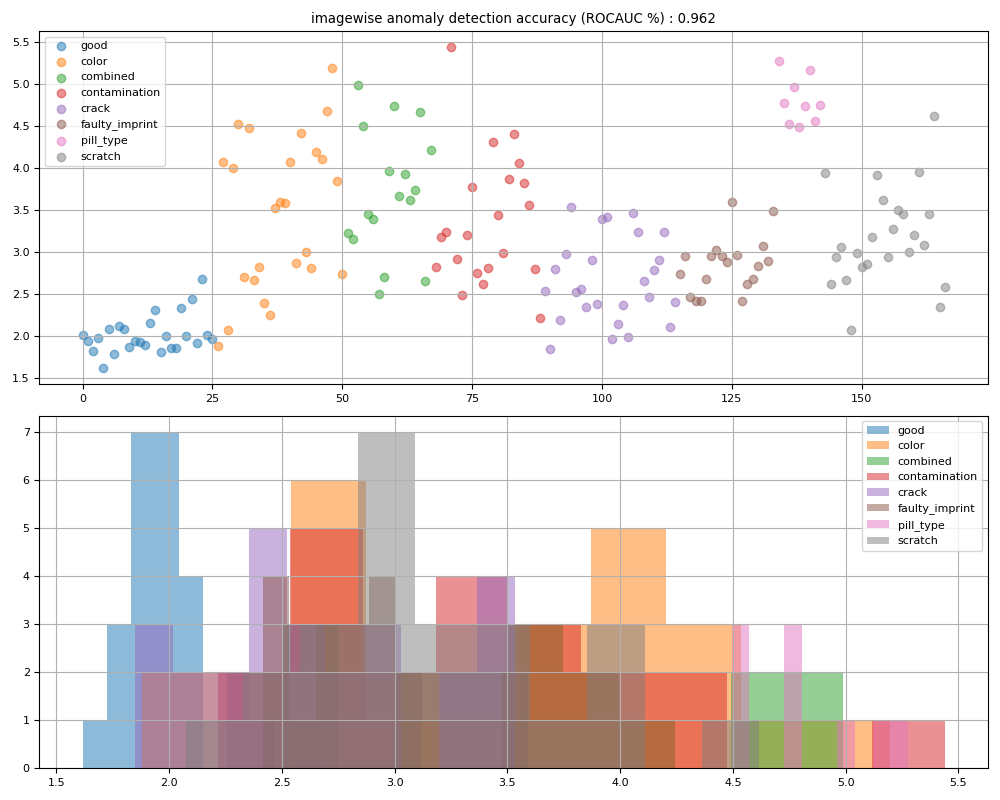 imagewise anomaly detection accuracy (ROCAUC %) : 0.962
5.5
5.0
4.5
4.0
3.5
3.0
2.5
2.0
1.5
good
color
combined
contamination
crack
faulty_imprint
pill_type
scratch
0 25 50 75 100 125 150
7
6
5
4
3
2
1
0
good
color
combined
contamination
crack
faulty_imprint
pill_type
scratch
1.5 2.0 2.5 3.0 3.5 4.0 4.5 5.0 5.5